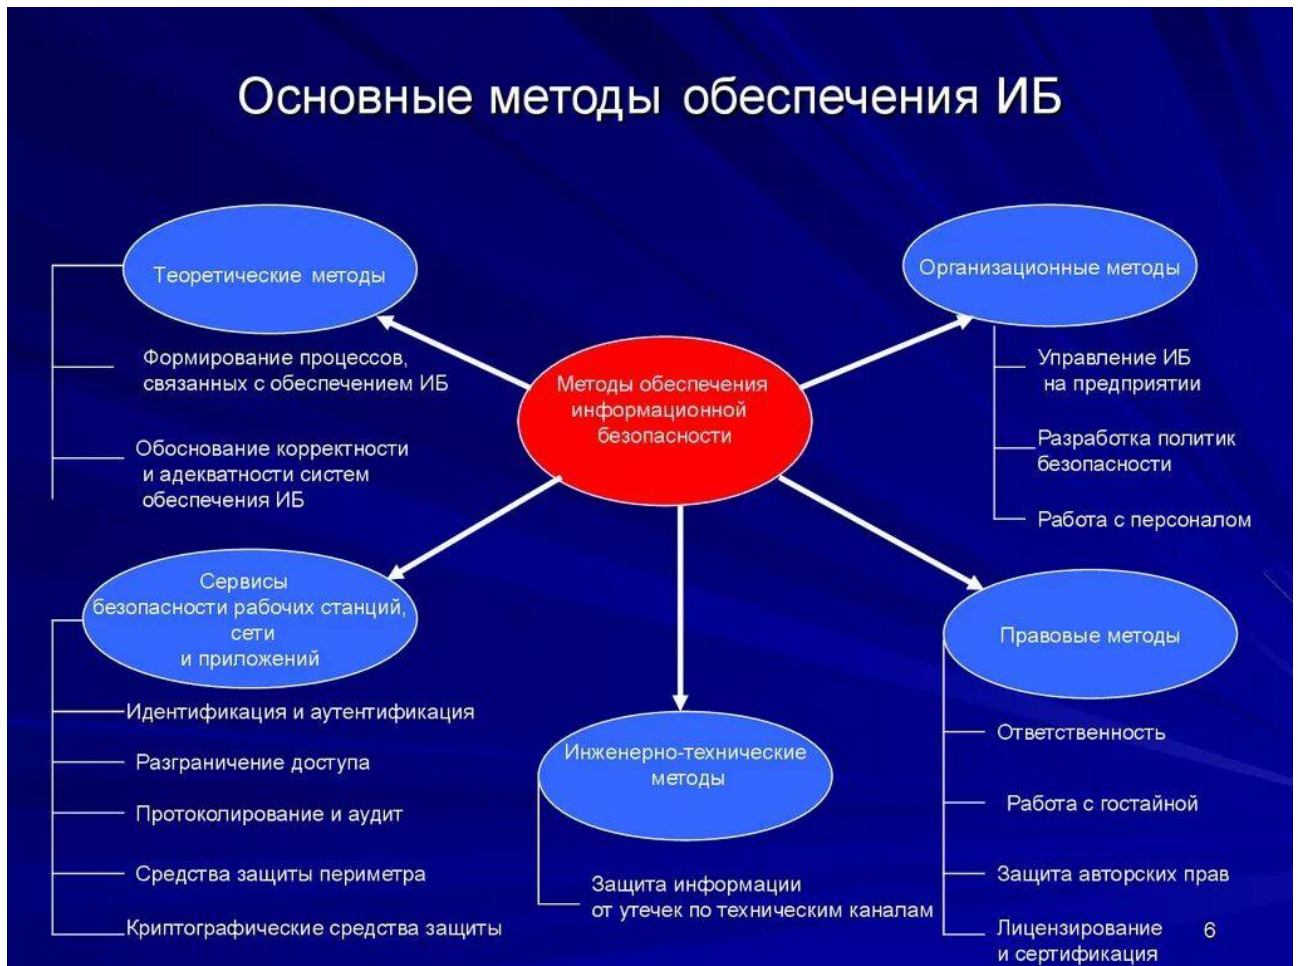 Основные методы обеспечения ИБ
Теоретические методы
Формирование процессов,
связанных с обеспечением ИБ
Обоснование корректности
и адекватности систем
обеспечения ИБ
Методы обеспечения
информационной
безопасности
Организационные методы
Управление ИБ
на предприятии
Разработка политик
безопасности
Работа с персоналом
Сервисы
безопасности рабочих станций,
сети
и приложений
Идентификация и аутентификация
Разграничение доступа
Протоколирование и аудит
Средства защиты периметра
Криптографические средства защиты
Инженерно-технические
методы
Защита информации
от утечек по техническим каналам
Правовые методы
Ответственность
Работа с гостайной
Защита авторских прав
Лицензирование
и сертификация
6